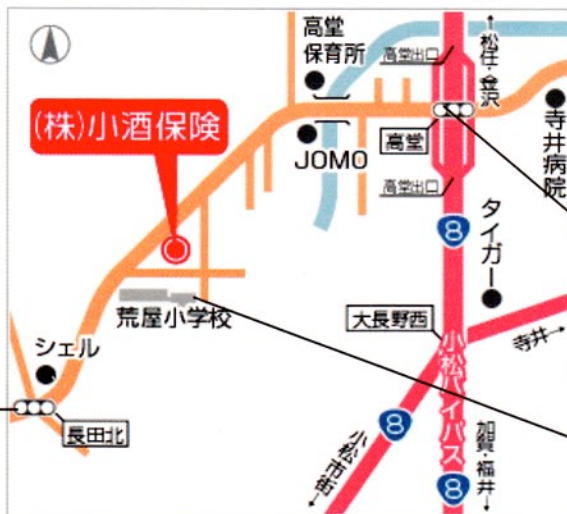 高堂
保育所
高堂出口
↑松任・金沢
(株)小酒保険
高堂
JOMO
寺井病院
高堂出口
8
タイガー
荒屋小学校
大長野西
寺井→
シェル
小松バイパス
長田北
8
小松市街→
加賀・福井→
8